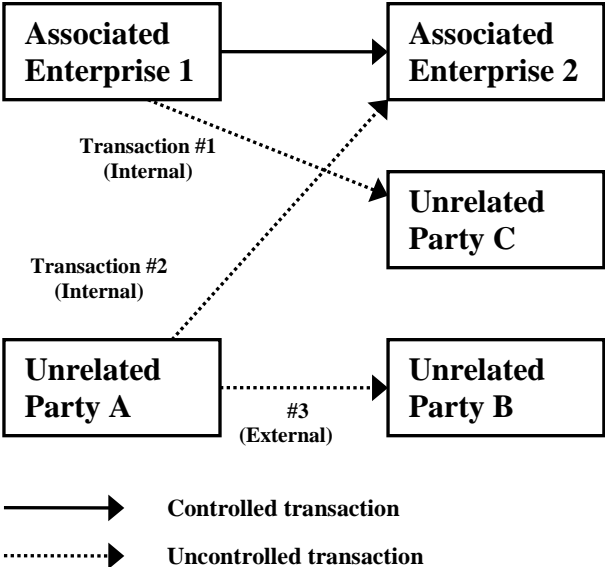 Associated
Enterprise 1
Associated
Enterprise 2
Transaction #1
(Internal)
Unrelated
Party C
Transaction #2
(Internal)
Unrelated
Party A
#3
(External)
Unrelated
Party B
Controlled transaction
Uncontrolled transaction